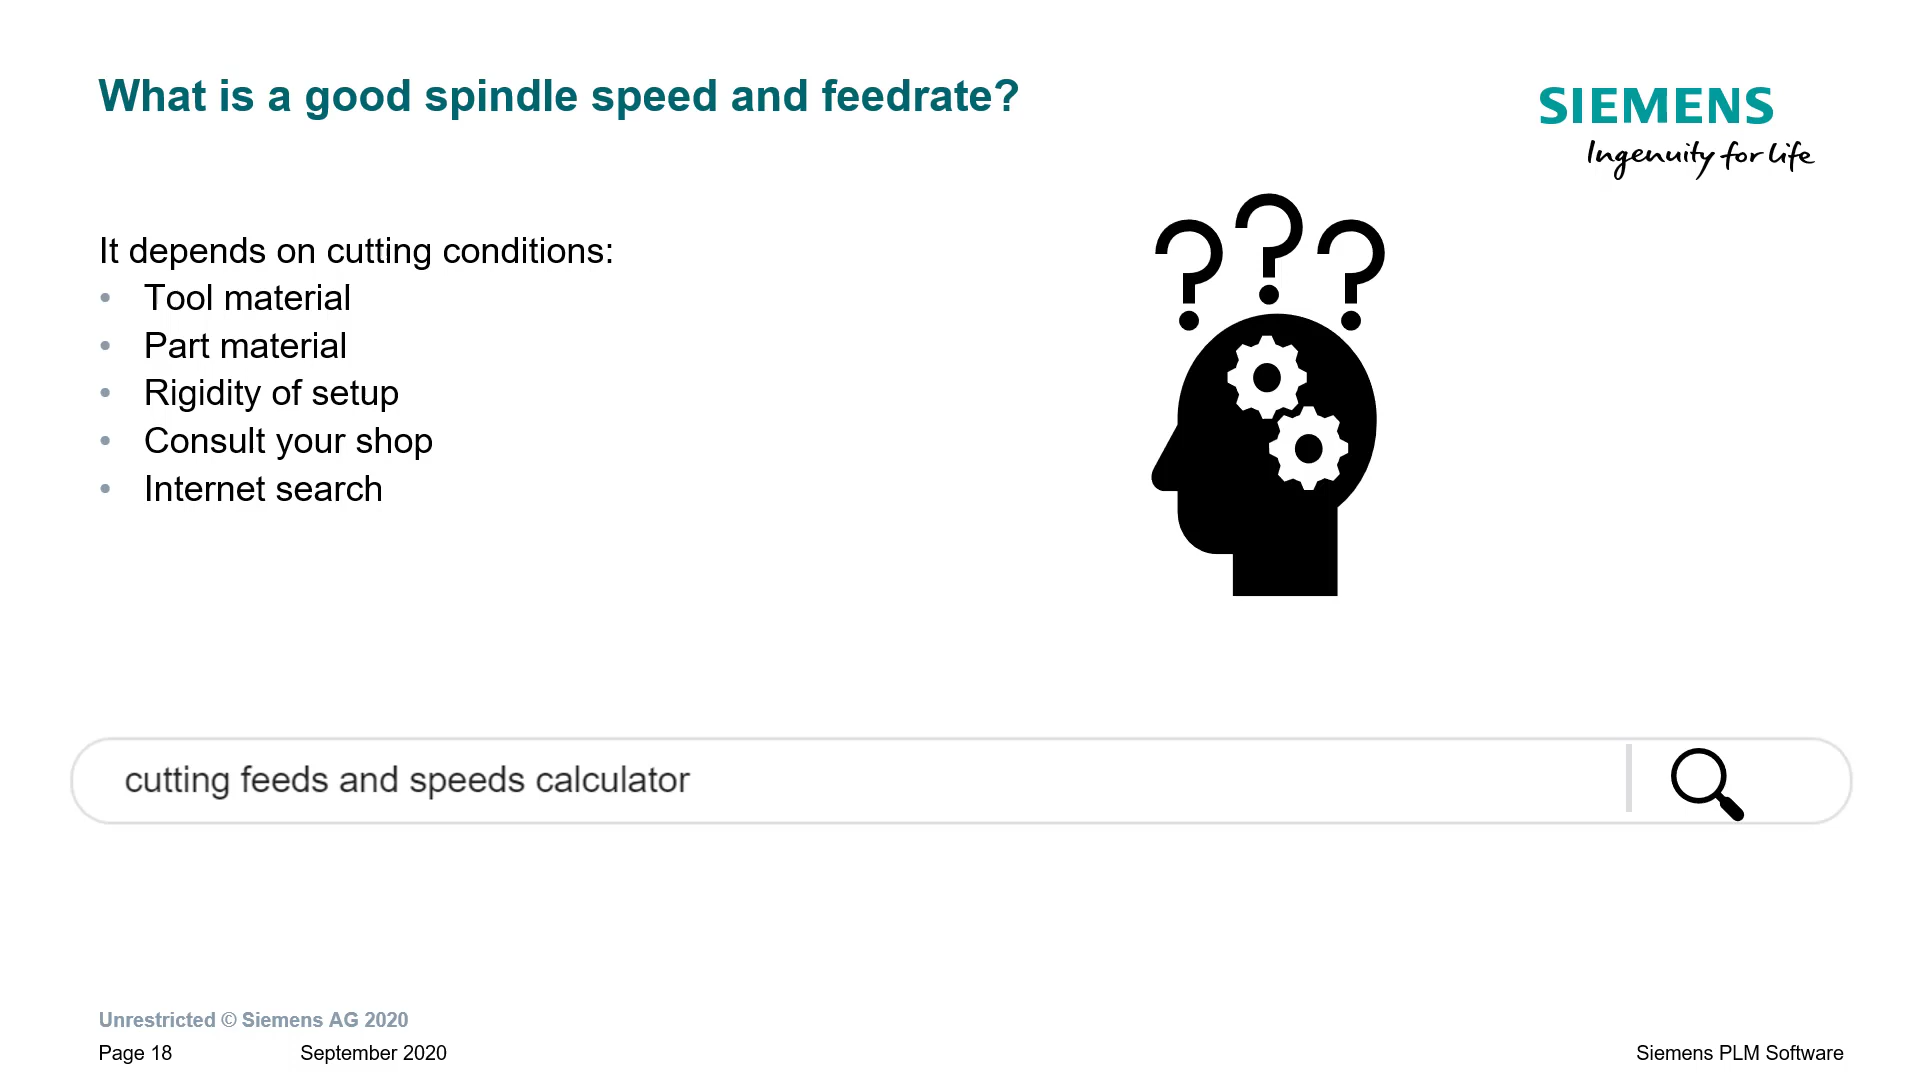 What is a good spindle speed and feedrate?
SIEMENS
Ingenuity for life
It depends on cutting conditions:
• Tool material
• Part material
• Rigidity of setup
• Consult your shop
• Internet search
? ? ?
cutting feeds and speeds calculator
Unrestricted © Siemens AG 2020
Page 18 September 2020 Siemens PLM Software